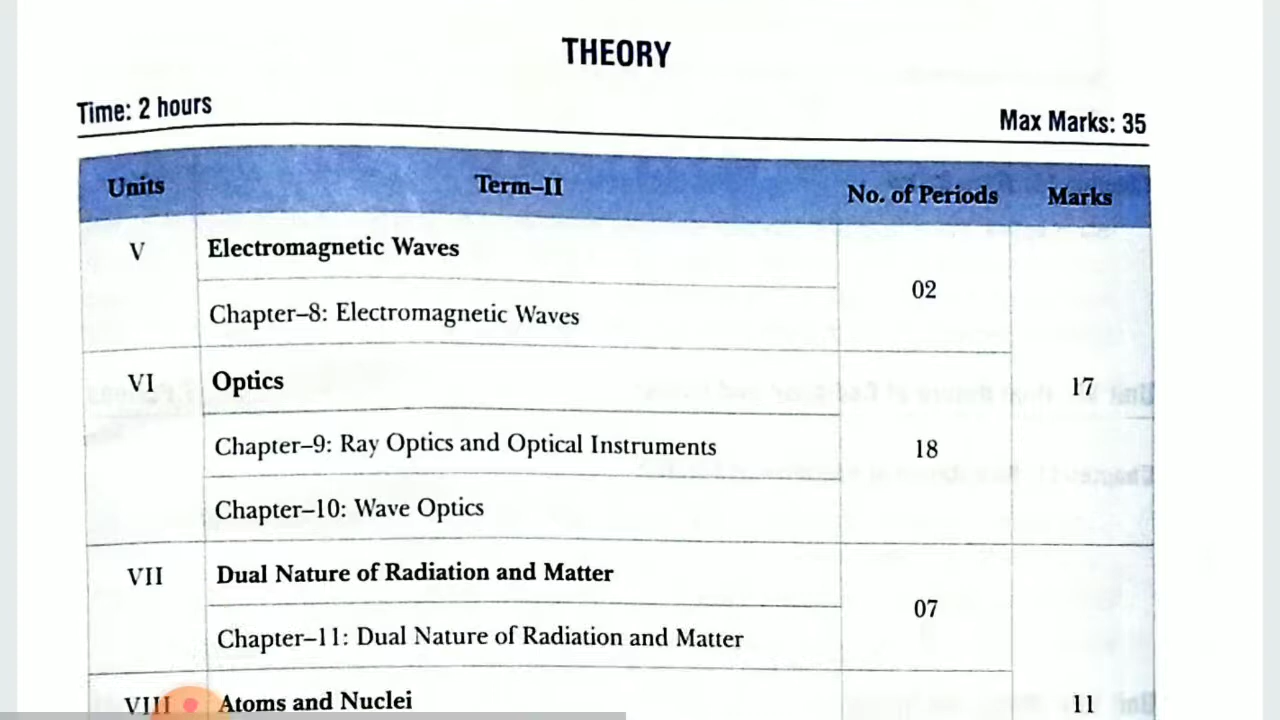 THEORY
Time: 2 hours
Max Marks: 35
Units Term–II No. of Periods Marks
V Electromagnetic Waves
02
Chapter–8: Electromagnetic Waves
VI Optics 17
Chapter–9: Ray Optics and Optical Instruments 18
Chapter–10: Wave Optics
VII Dual Nature of Radiation and Matter
07
Chapter–11: Dual Nature of Radiation and Matter
VIII Atoms and Nuclei 11